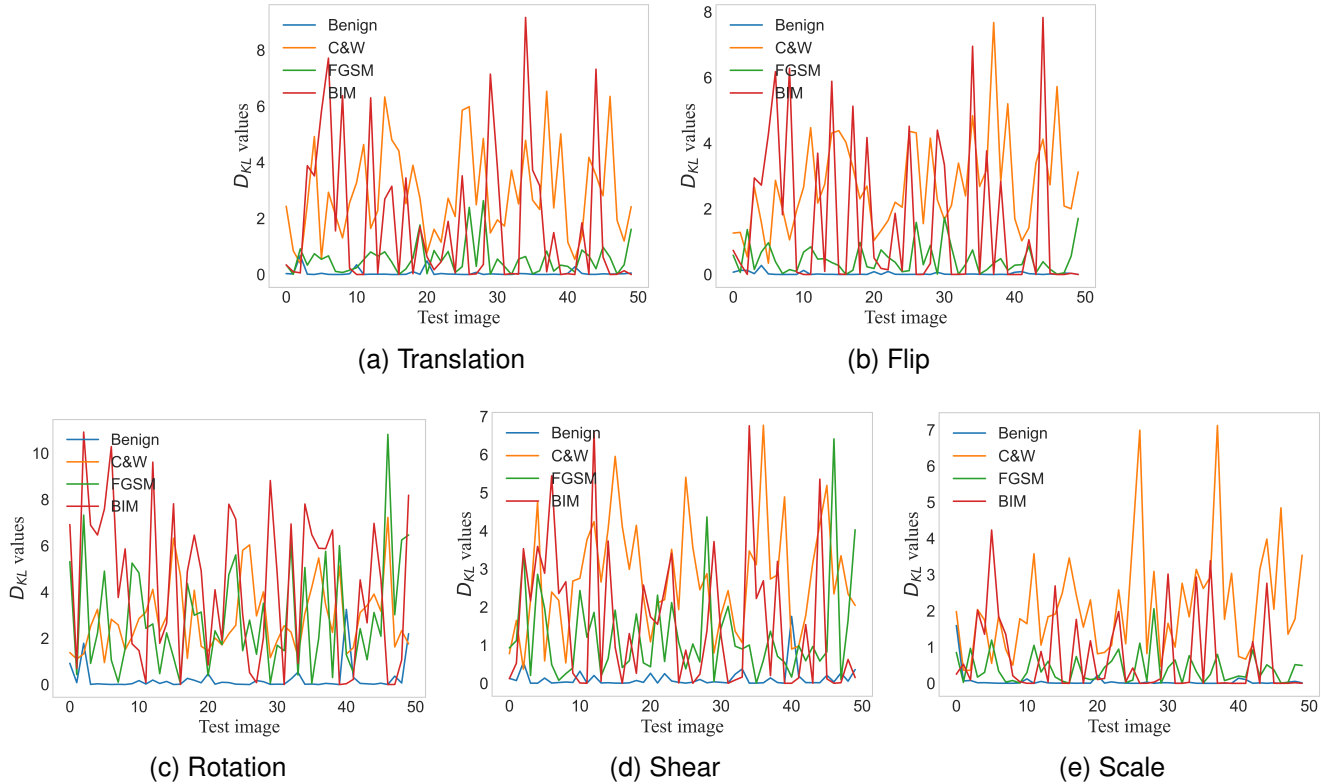 Benign
C&W
FGSM
BIM
D_KL values
8
6
4
2
0
0 10 20 30 40 50
Test image
(a) Translation
Benign
C&W
FGSM
BIM
D_KL values
8
6
4
2
0
0 10 20 30 40 50
Test image
(b) Flip
Benign
C&W
FGSM
BIM
D_KL values
10
8
6
4
2
0
0 10 20 30 40 50
Test image
(c) Rotation
Benign
C&W
FGSM
BIM
D_KL values
7
6
5
4
3
2
1
0
0 10 20 30 40 50
Test image
(d) Shear
Benign
C&W
FGSM
BIM
D_KL values
7
6
5
4
3
2
1
0
0 10 20 30 40 50
Test image
(e) Scale